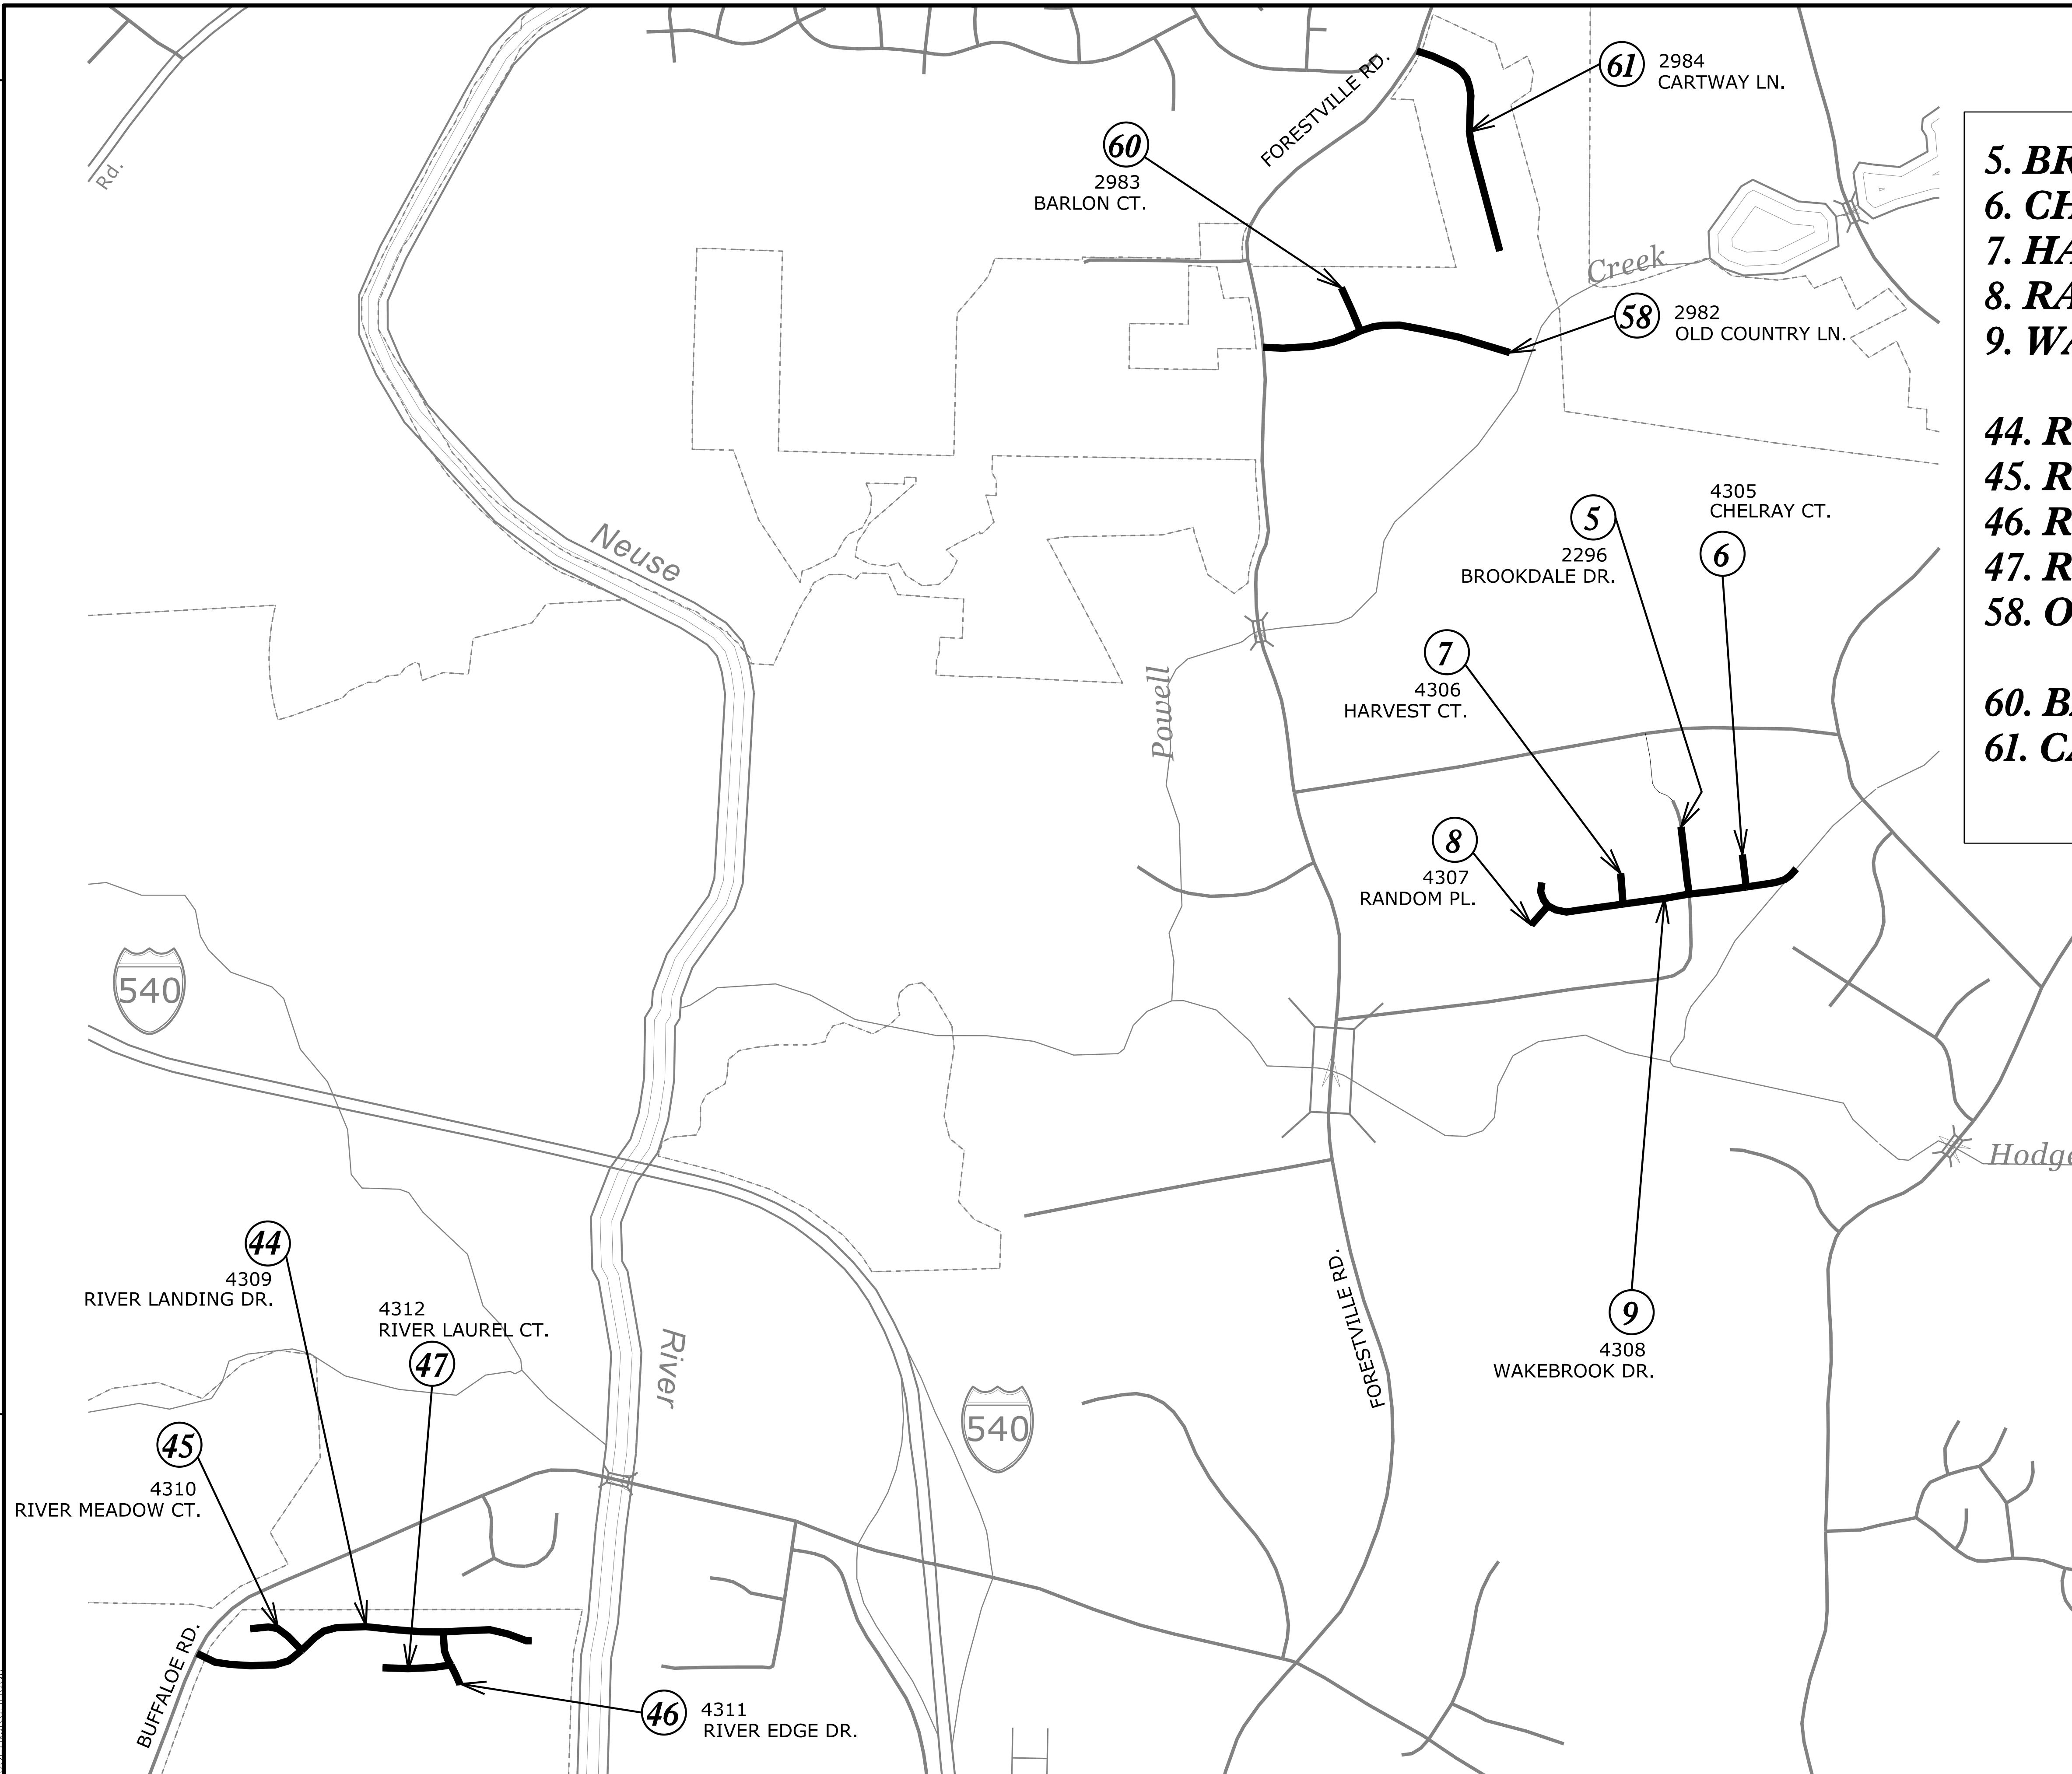 61
2984
CARTWAY LN.
FORESTVILLE RD.
60
2983
BARLON CT.
Rd.
Creek
58
2982
OLD COUNTRY LN.
5
2296
BROOKDALE DR.
4305
CHELRAY CT.
6
Neuse
7
4306
HARVEST CT.
Powell
8
4307
RANDOM PL.
540
Hodge
44
4309
RIVER LANDING DR.
4312
RIVER LAUREL CT.
47
River
FORESTVILLE RD.
9
4308
WAKEBROOK DR.
540
45
4310
RIVER MEADOW CT.
BUFFALOE RD.
46
4311
RIVER EDGE DR.
5. BR
6. CH
7. HA
8. RA
9. WA
44. R
45. R
46. R
47. R
58. O
60. BA
61. CA